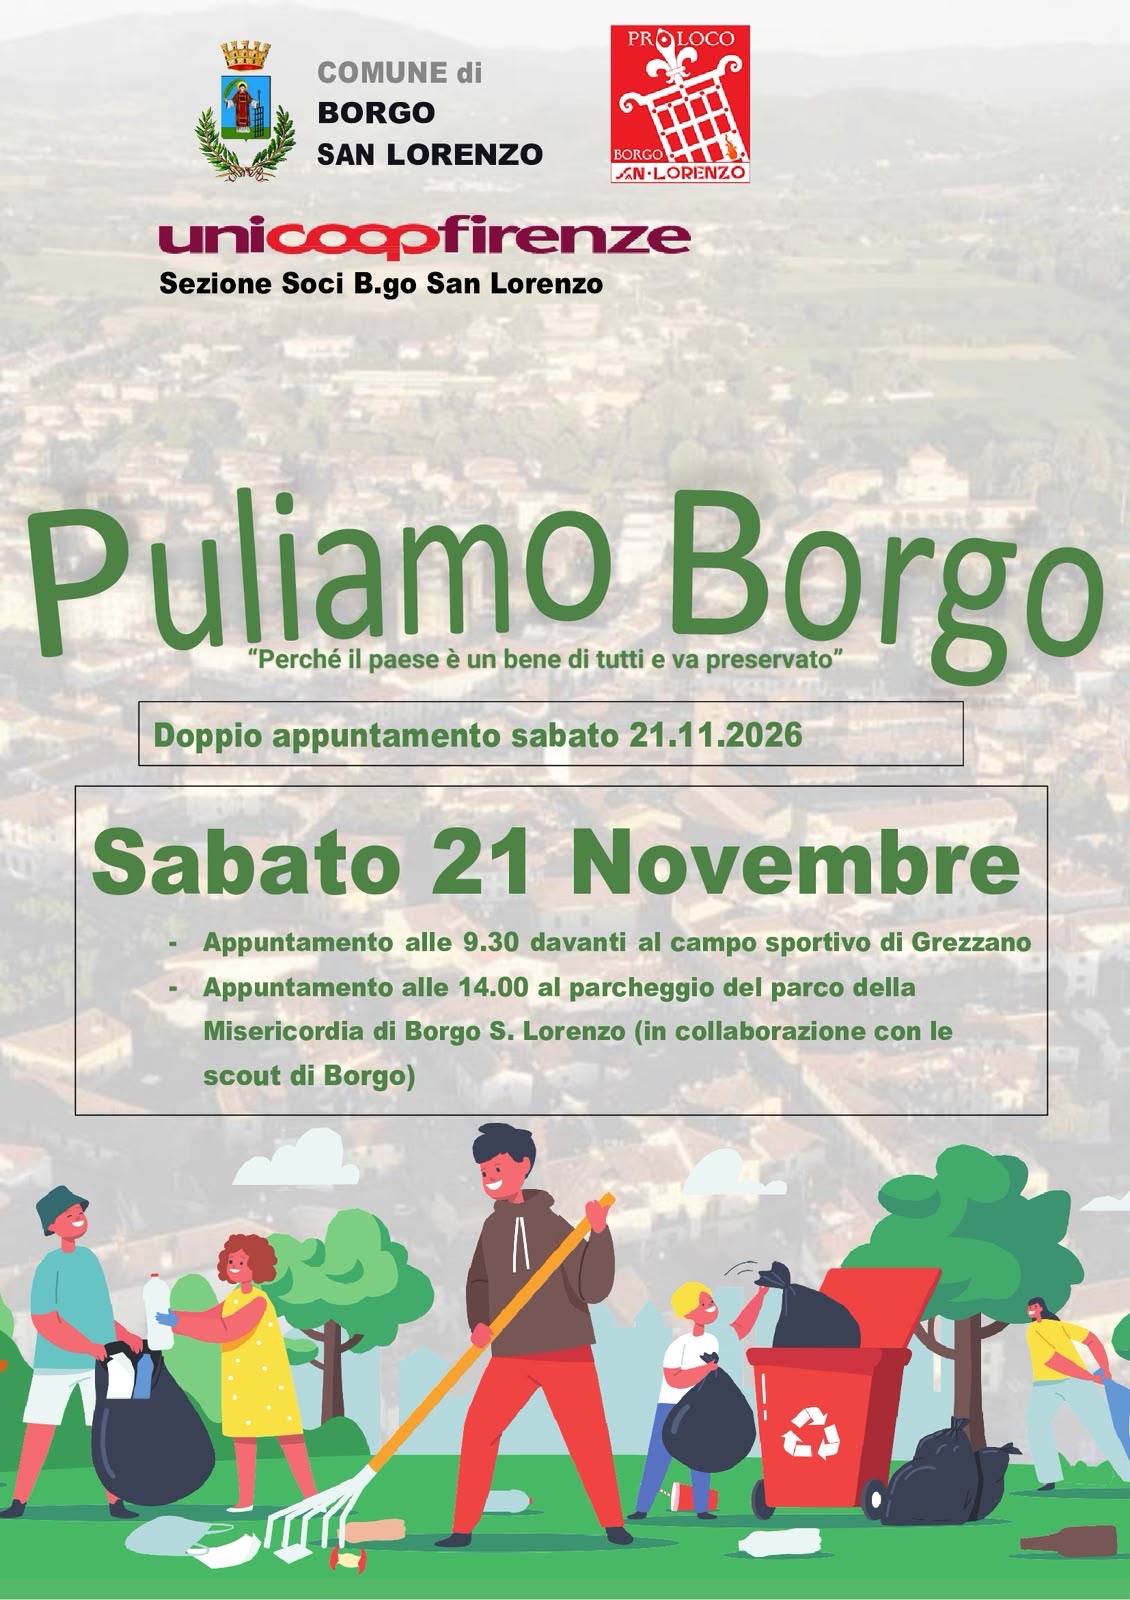 COMUNE di
BORGO
SAN LORENZO
PROLOCO
BORGO
SAN·LORENZO
unicoopfirenze
Sezione Soci B.go San Lorenzo
Puliamo Borgo
“Perché il paese è un bene di tutti e va preservato”
Doppio appuntamento sabato 21.11.2026
Sabato 21 Novembre
- Appuntamento alle 9.30 davanti al campo sportivo di Grezzano
- Appuntamento alle 14.00 al parcheggio del parco della
Misericordia di Borgo S. Lorenzo (in collaborazione con le
scout di Borgo)